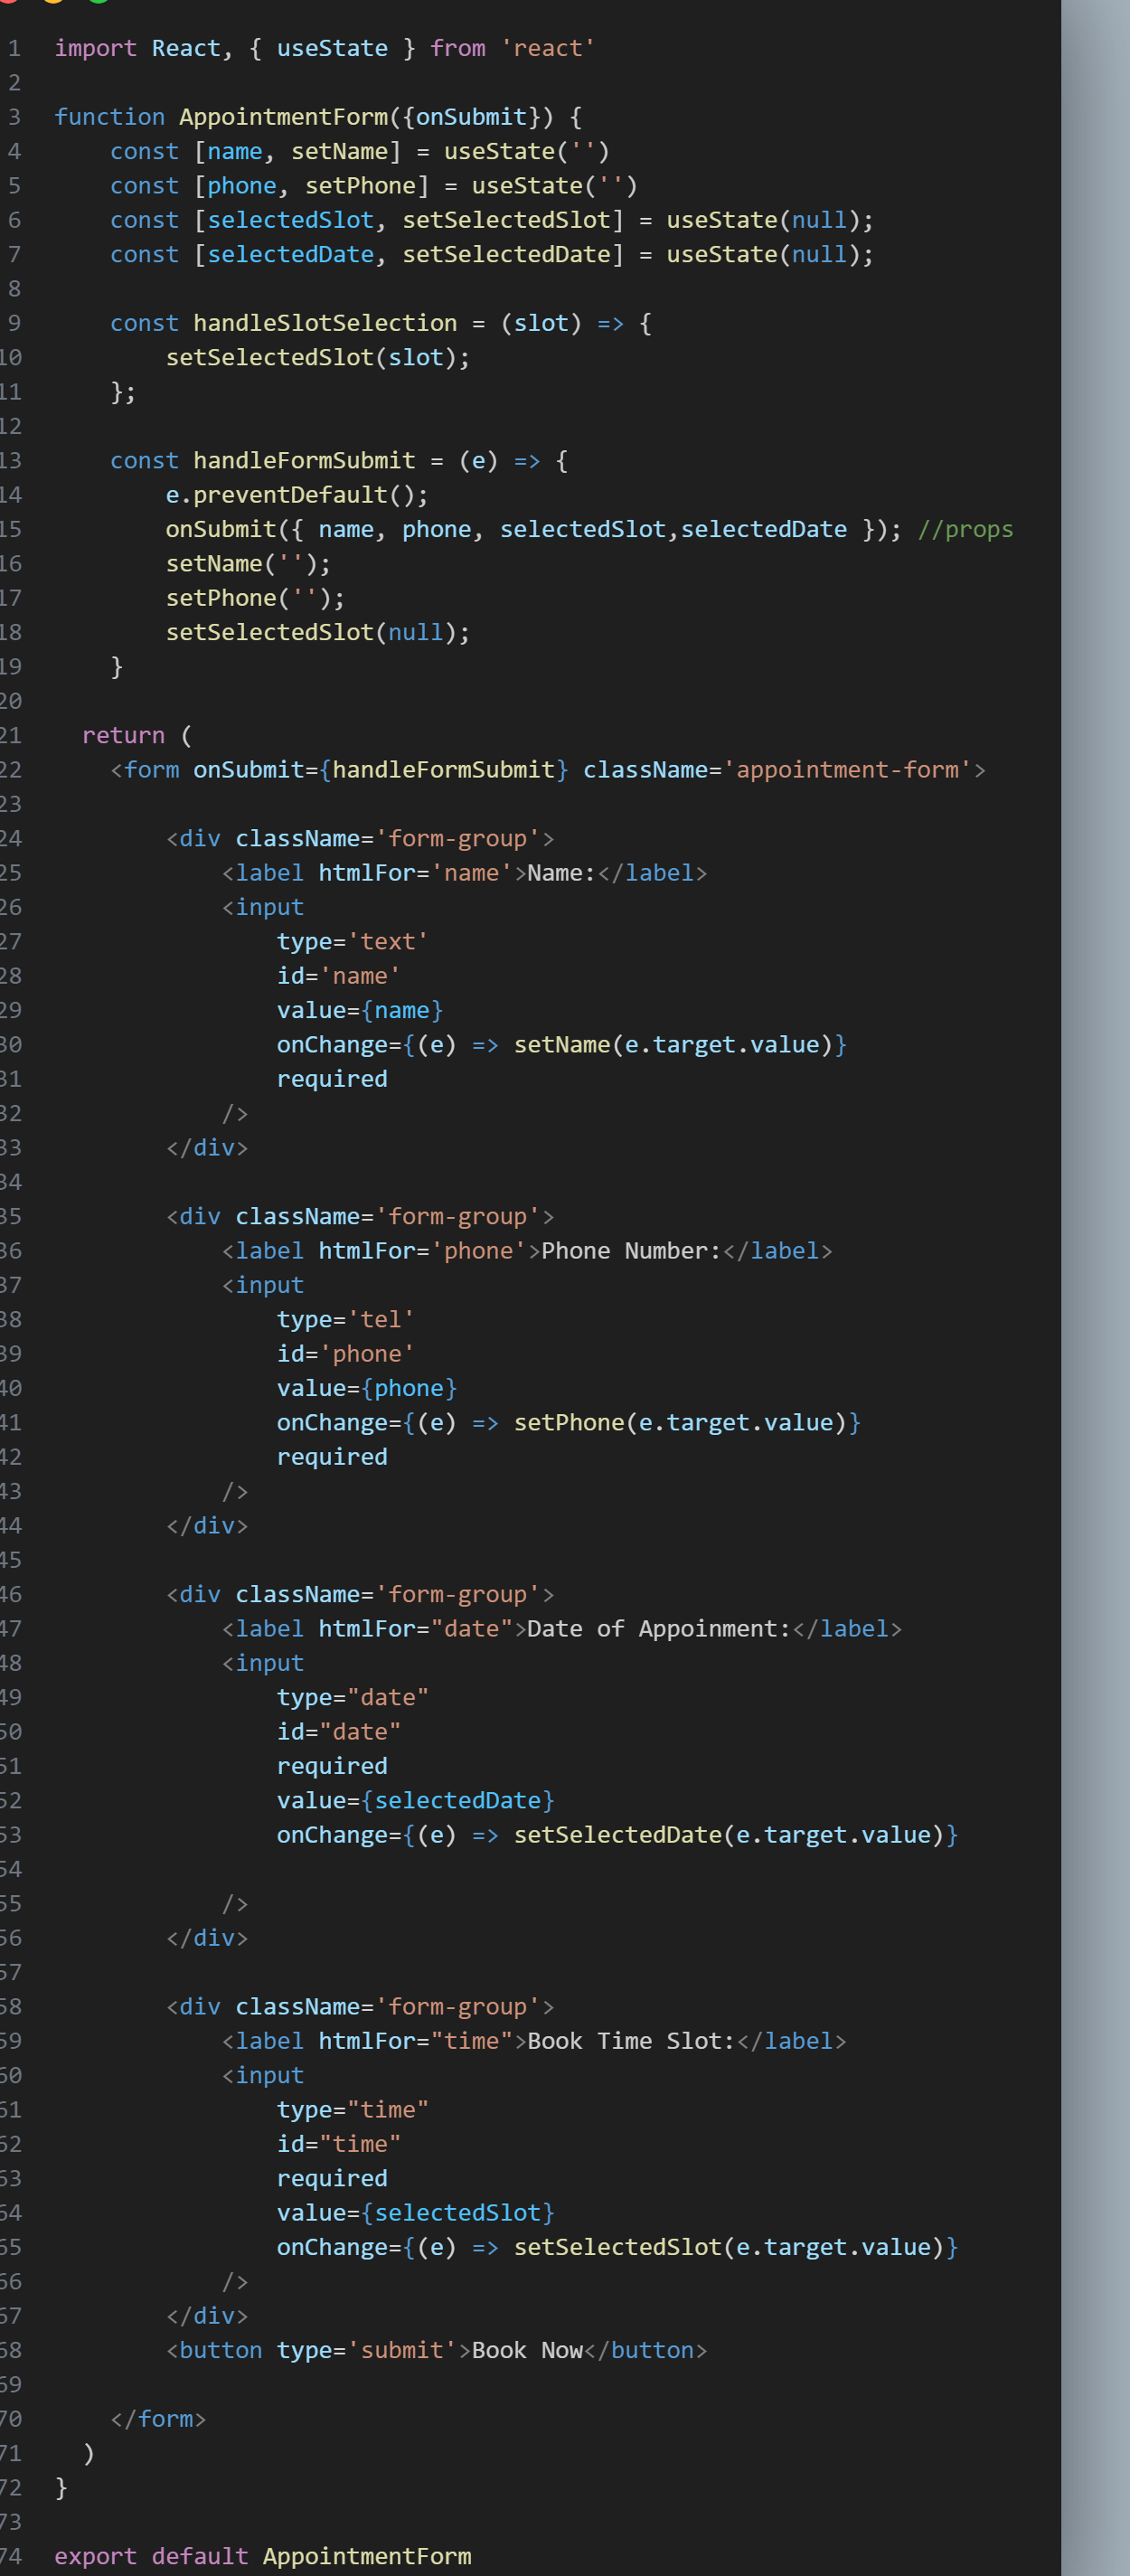 1 import React, { useState } from 'react'
2
3 function AppointmentForm({onSubmit}) {
4     const [name, setName] = useState('')
5     const [phone, setPhone] = useState('')
6     const [selectedSlot, setSelectedSlot] = useState(null);
7     const [selectedDate, setSelectedDate] = useState(null);
8
9     const handleSlotSelection = (slot) => {
10         setSelectedSlot(slot);
11     };
12
13     const handleFormSubmit = (e) => {
14         e.preventDefault();
15         onSubmit({ name, phone, selectedSlot,selectedDate }); //props
16         setName('');
17         setPhone('');
18         setSelectedSlot(null);
19     }
20
21   return (
22     <form onSubmit={handleFormSubmit} className='appointment-form'>
23
24         <div className='form-group'>
25             <label htmlFor='name'>Name:</label>
26             <input
27                 type='text'
28                 id='name'
29                 value={name}
30                 onChange={(e) => setName(e.target.value)}
31                 required
32             />
33         </div>
34
35         <div className='form-group'>
36             <label htmlFor='phone'>Phone Number:</label>
37             <input
38                 type='tel'
39                 id='phone'
40                 value={phone}
41                 onChange={(e) => setPhone(e.target.value)}
42                 required
43             />
44         </div>
45
46         <div className='form-group'>
47             <label htmlFor="date">Date of Appoinment:</label>
48             <input
49                 type="date"
50                 id="date"
51                 required
52                 value={selectedDate}
53                 onChange={(e) => setSelectedDate(e.target.value)}
54
55             />
56         </div>
57
58         <div className='form-group'>
59             <label htmlFor="time">Book Time Slot:</label>
60             <input
61                 type="time"
62                 id="time"
63                 required
64                 value={selectedSlot}
65                 onChange={(e) => setSelectedSlot(e.target.value)}
66             />
67         </div>
68         <button type='submit'>Book Now</button>
69
70     </form>
71   )
72 }
73
74 export default AppointmentForm